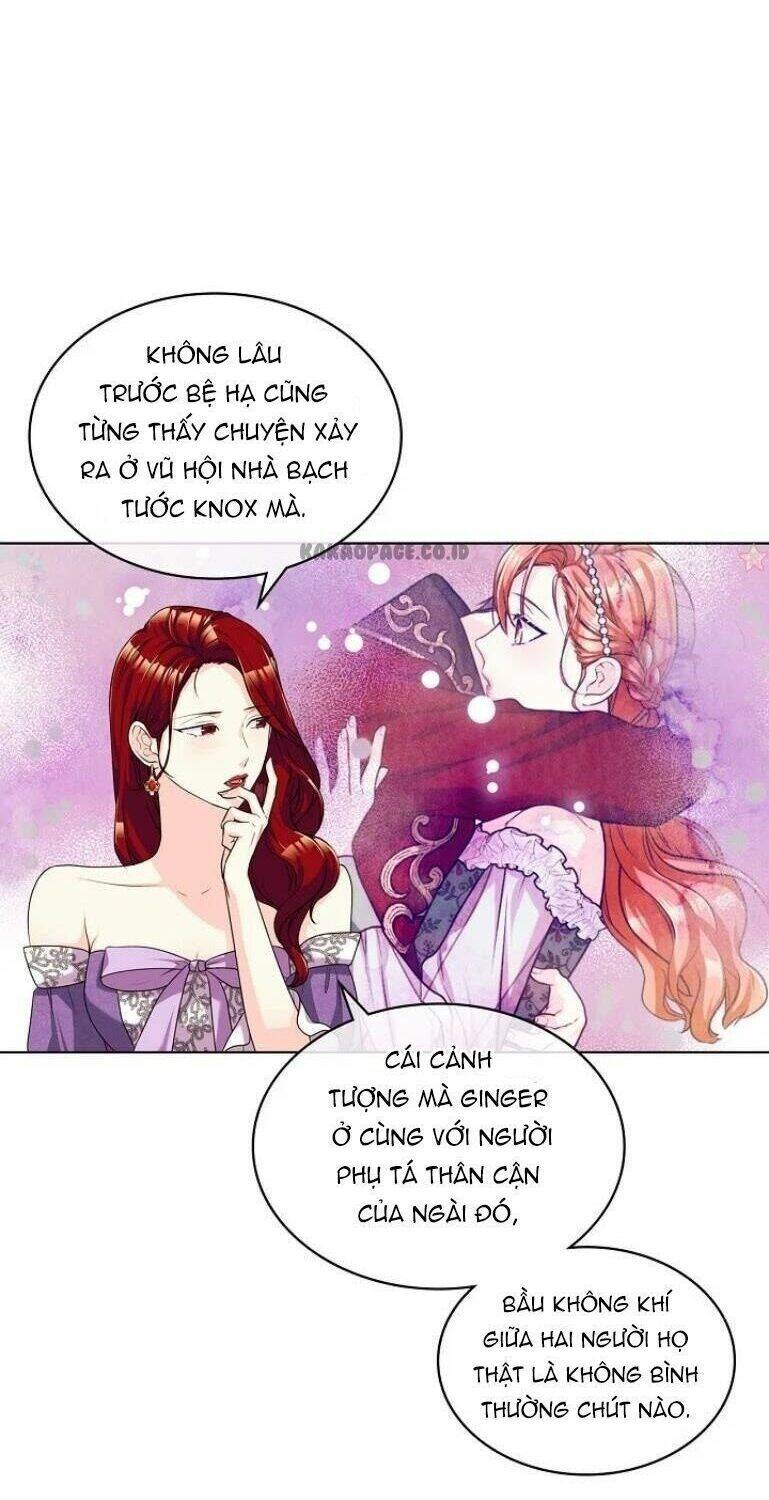 KHÔNG LÂU
TRƯỚC BỆ HẠ CŨNG
TỪNG THẤY CHUYỆN XẢY
RA Ở VŨ HỘI NHÀ BẠCH
TƯỚC KNOX MÀ.
KAKAOPAGE.CO.ID
CÁI CẢNH
TƯỢNG MÀ GINGER
Ở CÙNG VỚI NGƯỜI
PHỤ TÁ THÂN CẬN
CỦA NGÀI ĐÓ,
BẦU KHÔNG KHÍ
GIỮA HAI NGƯỜI HỌ
THẬT LÀ KHÔNG BÌNH
THƯỜNG CHÚT NÀO.